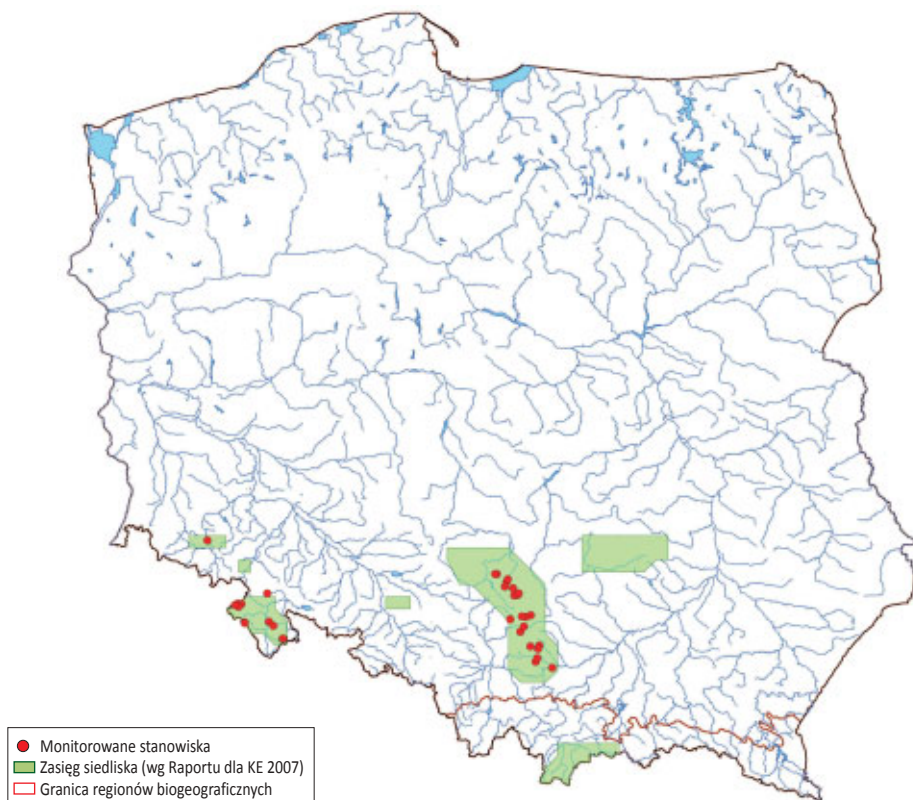 Monitorowane stanowiska
Zasięg siedliska (wg Raportu dla KE 2007)
Granica regionów biogeograficznych